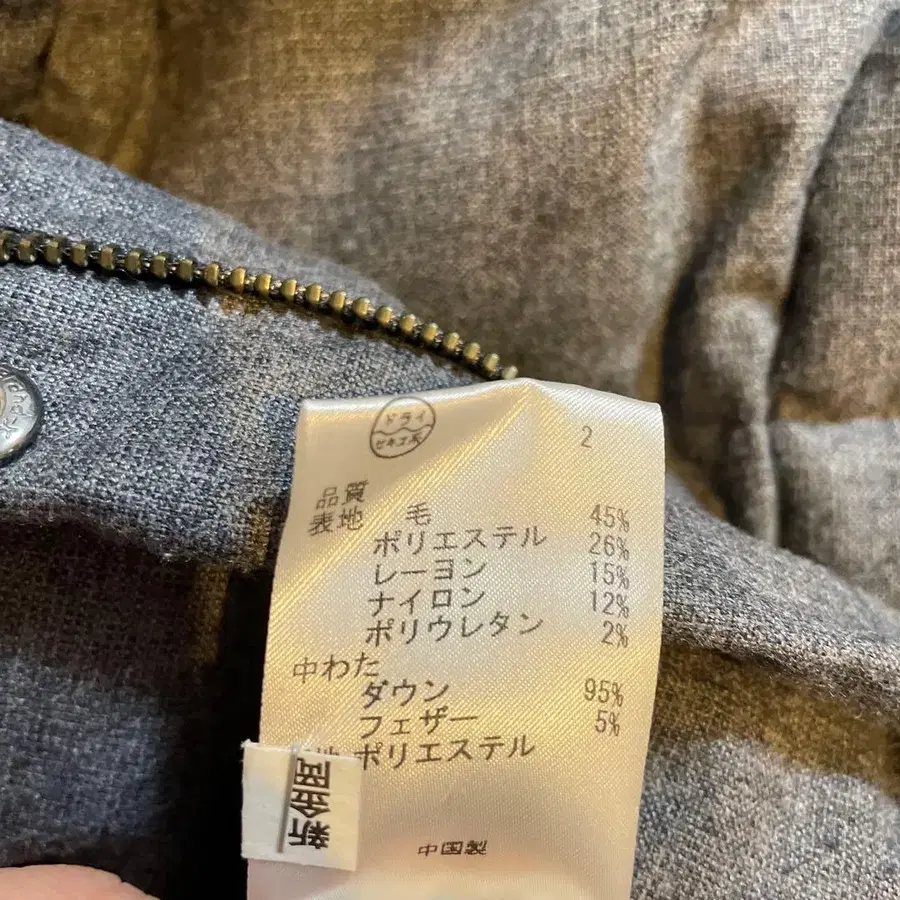 ドライ
セキユ系
2
品質
表地 毛 45%
ポリエステル 26%
レーヨン 15%
ナイロン 12%
ポリウレタン 2%
中わた
ダウン 95%
フェザー 5%
地 ポリエステル
中国製